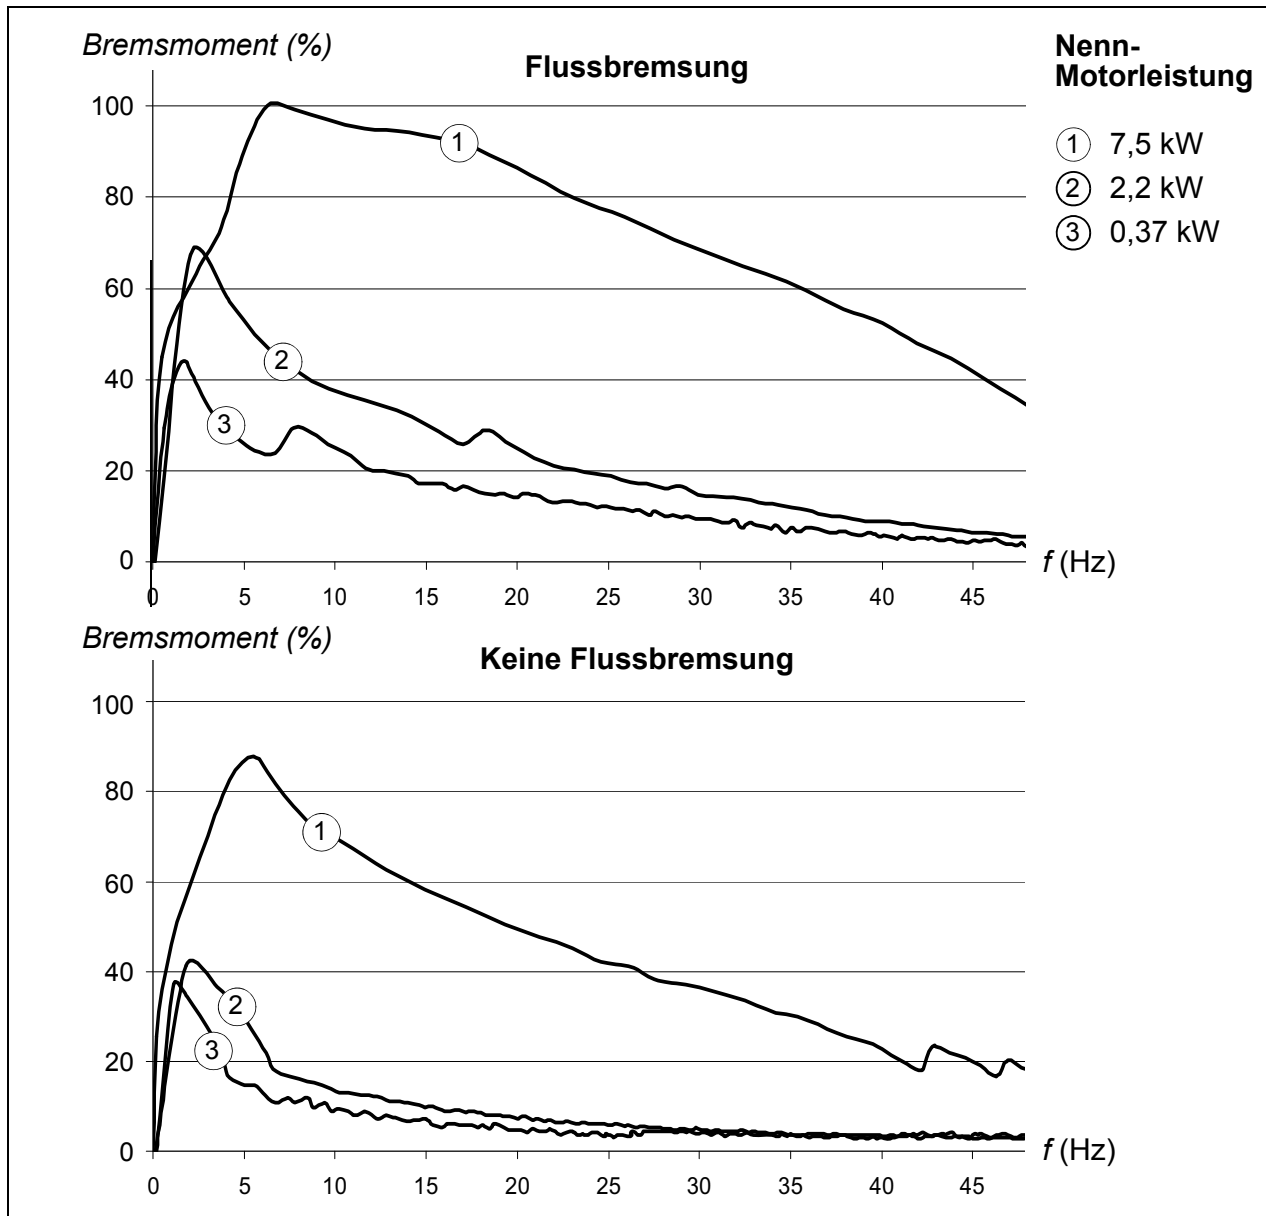 Bremsmoment (%)
Flussbremsung
Nenn-
Motorleistung
1 7,5 kW
2 2,2 kW
3 0,37 kW
100
80
60
40
20
0
1
2
3
0 5 10 15 20 25 30 35 40 45
f (Hz)
Bremsmoment (%)
Keine Flussbremsung
100
80
60
40
20
0
1
2
3
0 5 10 15 20 25 30 35 40 45
f (Hz)